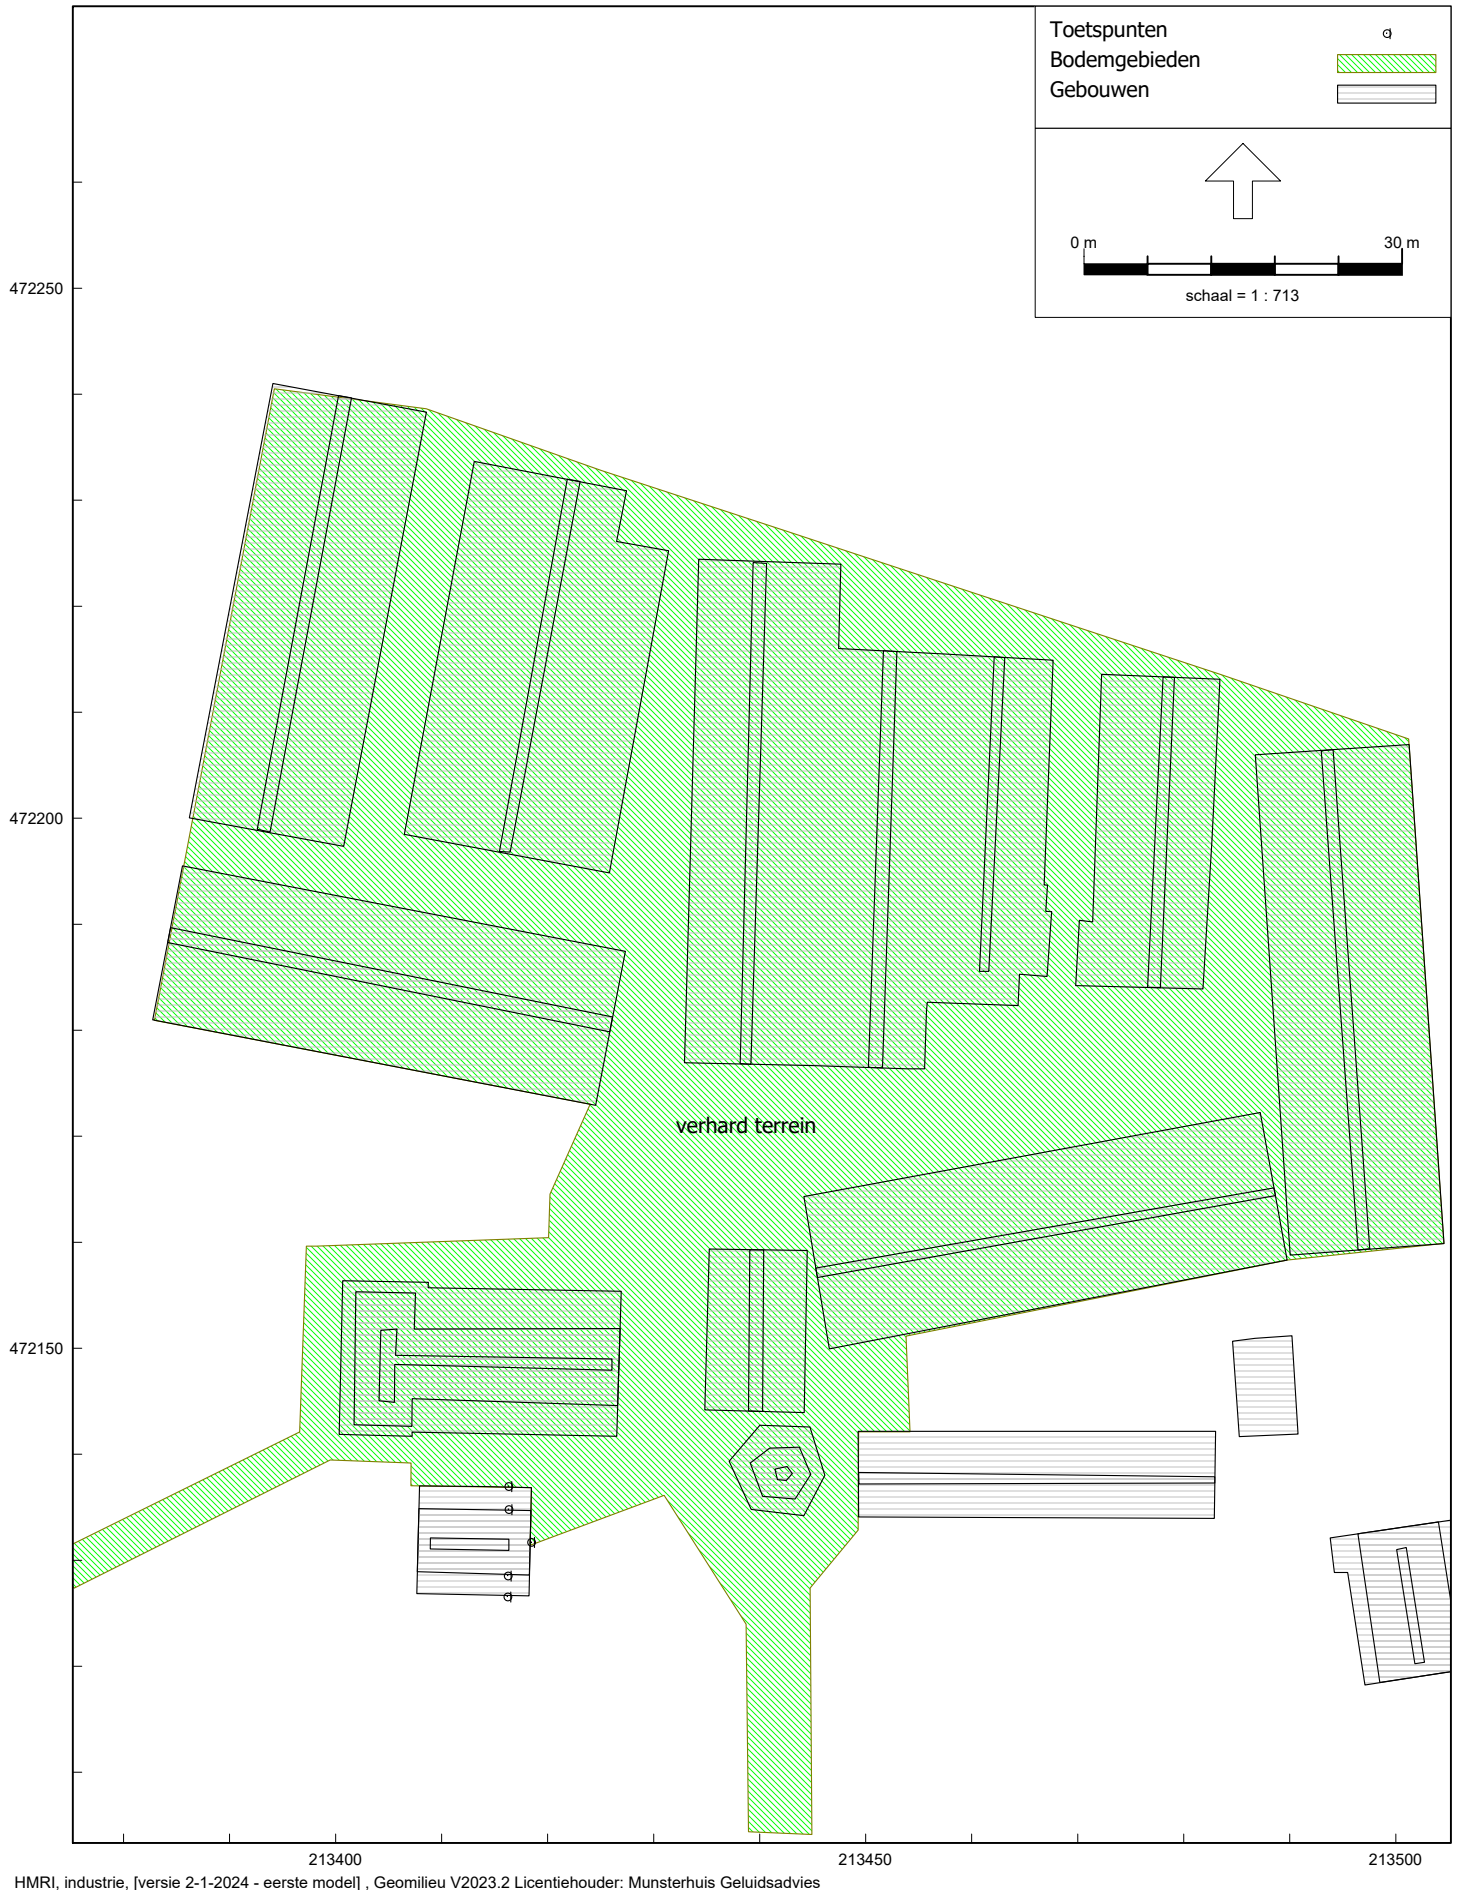 Toetspunten
Bodemgebieden
Gebouwen
0 m 30 m
schaal = 1 : 713
472250
472200
verhard terrein
472150
213400 213450 213500
HMRI, industrie, [versie 2-1-2024 - eerste model] , Geomilieu V2023.2 Licentiehouder: Munsterhuis Geluidsadvies